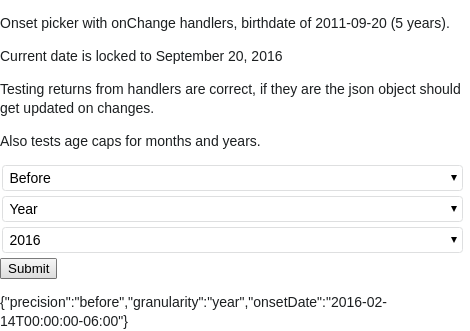 Onset picker with onChange handlers, birthdate of 2011-09-20 (5 years).
Current date is locked to September 20, 2016
Testing returns from handlers are correct, if they are the json object should
get updated on changes.
Also tests age caps for months and years.
Before
Year
2016
Submit
{"precision":"before","granularity":"year","onsetDate":"2016-02-
14T00:00:00-06:00"}